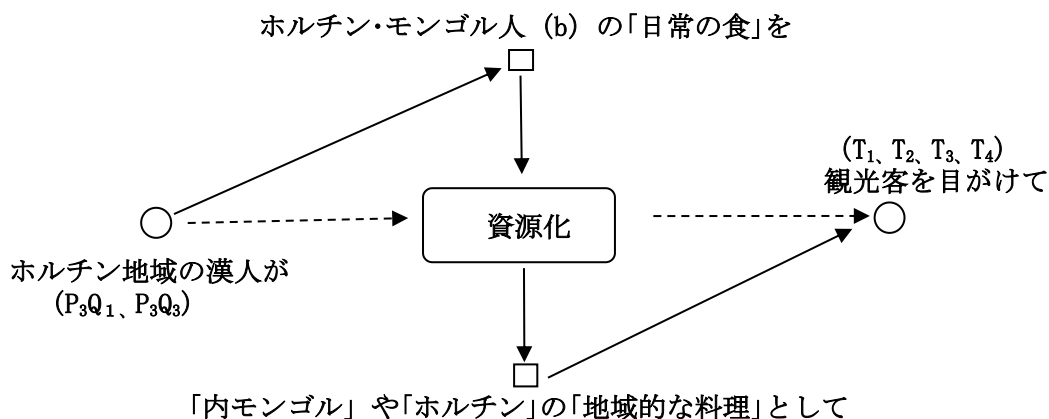 ホルチン・モンゴル人 (b) の「日常の食」を
(T₁、T₂、T₃、T₄)
観光客を目がけて
資源化
ホルチン地域の漢人が
(P₃Q₁、P₃Q₃)
「内モンゴル」や「ホルチン」の「地域的な料理」として